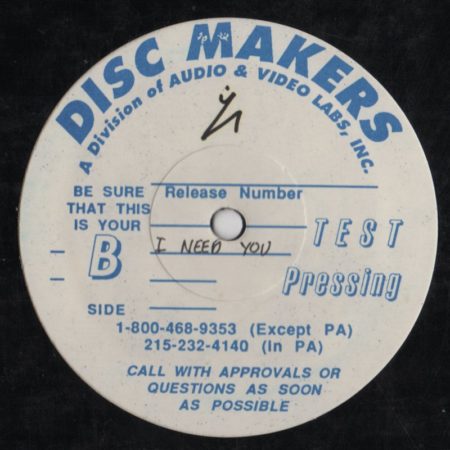 DISC MAKERS
A Division of AUDIO & VIDEO LABS, INC.
BE SURE
THAT THIS
IS YOUR
B
SIDE
Release Number
I NEED YOU
TEST
Pressing
1-800-468-9353 (Except PA)
215-232-4140 (In PA)
CALL WITH APPROVALS OR
QUESTIONS AS SOON
AS POSSIBLE